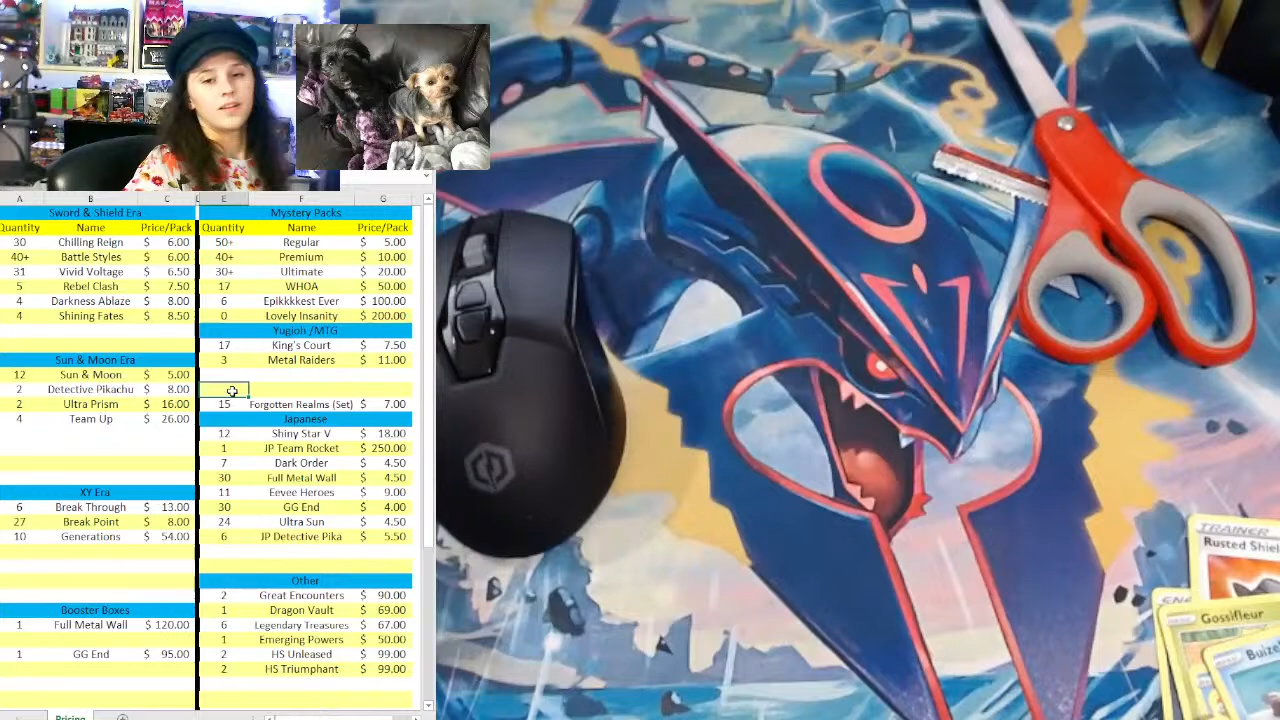 A B C E F G
Sword & Shield Era
Quantity Name Price/Pack
30 Chilling Reign $ 6.00
40+ Battle Styles $ 6.00
31 Vivid Voltage $ 6.50
5 Rebel Clash $ 7.50
4 Darkness Ablaze $ 8.00
4 Shining Fates $ 8.50
Sun & Moon Era
12 Sun & Moon $ 5.00
2 Detective Pikachu $ 8.00
2 Ultra Prism $ 16.00
4 Team Up $ 26.00
XY Era
6 Break Through $ 13.00
27 Break Point $ 8.00
10 Generations $ 54.00
Booster Boxes
1 Full Metal Wall $ 120.00
1 GG End $ 95.00
Mystery Packs
Quantity Name Price/Pack
50+ Regular $ 5.00
40+ Premium $ 10.00
30+ Ultimate $ 20.00
17 WHOA $ 50.00
6 Epikkkkest Ever $ 100.00
0 Lovely Insanity $ 200.00
Yugioh /MTG
17 King's Court $ 7.50
3 Metal Raiders $ 11.00
15 Forgotten Realms (Set) $ 7.00
Japanese
12 Shiny Star V $ 18.00
1 JP Team Rocket $ 250.00
7 Dark Order $ 4.50
30 Full Metal Wall $ 4.50
11 Eevee Heroes $ 9.00
30 GG End $ 4.00
24 Ultra Sun $ 4.50
6 JP Detective Pika $ 5.50
Other
2 Great Encounters $ 90.00
1 Dragon Vault $ 69.00
6 Legendary Treasures $ 67.00
1 Emerging Powers $ 50.00
2 HS Unleased $ 99.00
2 HS Triumphant $ 99.00
Pricing
TRAINER
Rusted Shiel
Gossifleur
Buizel